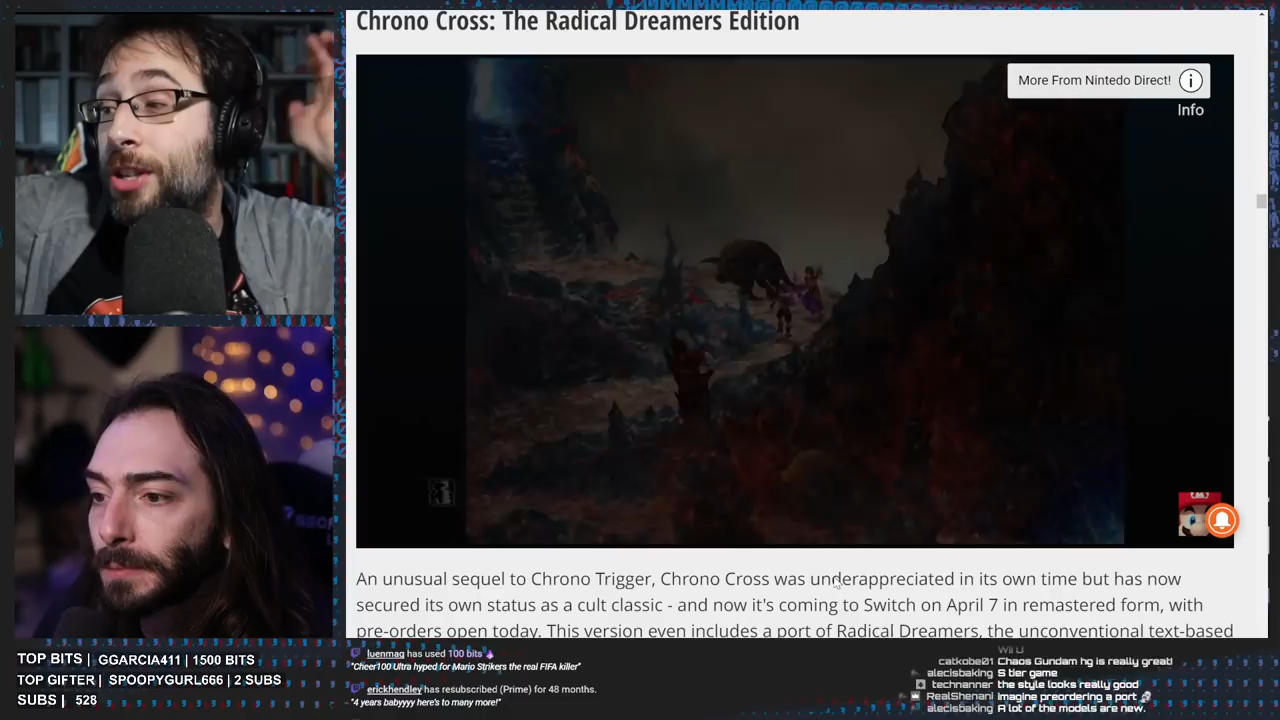 Chrono Cross: The Radical Dreamers Edition
More From Nintedo Direct!
Info
An unusual sequel to Chrono Trigger, Chrono Cross was underappreciated in its own time but has now
secured its own status as a cult classic - and now it's coming to Switch on April 7 in remastered form, with
pre-orders open today. This version even includes a port of Radical Dreamers, the unconventional text-based
TOP BITS | GGARCIA411 | 1500 BITS
TOP GIFTER | SPOOPYGURL666 | 2 SUBS
SUBS | 528
luenmag has used 100 bits
"Cheer100 Ultra hyped for Mario Strikers the real FIFA killer"
erickhendley has resubscribed (Prime) for 48 months.
"4 years babyyyy here's to many more!"
Wii U
catkobe01 Chaos Gundam hg is really great!
alecisbaking S tier game
technanner the style looks really good
RealShenani imagine preordering a port
alecisbaking A lot of the models are new.